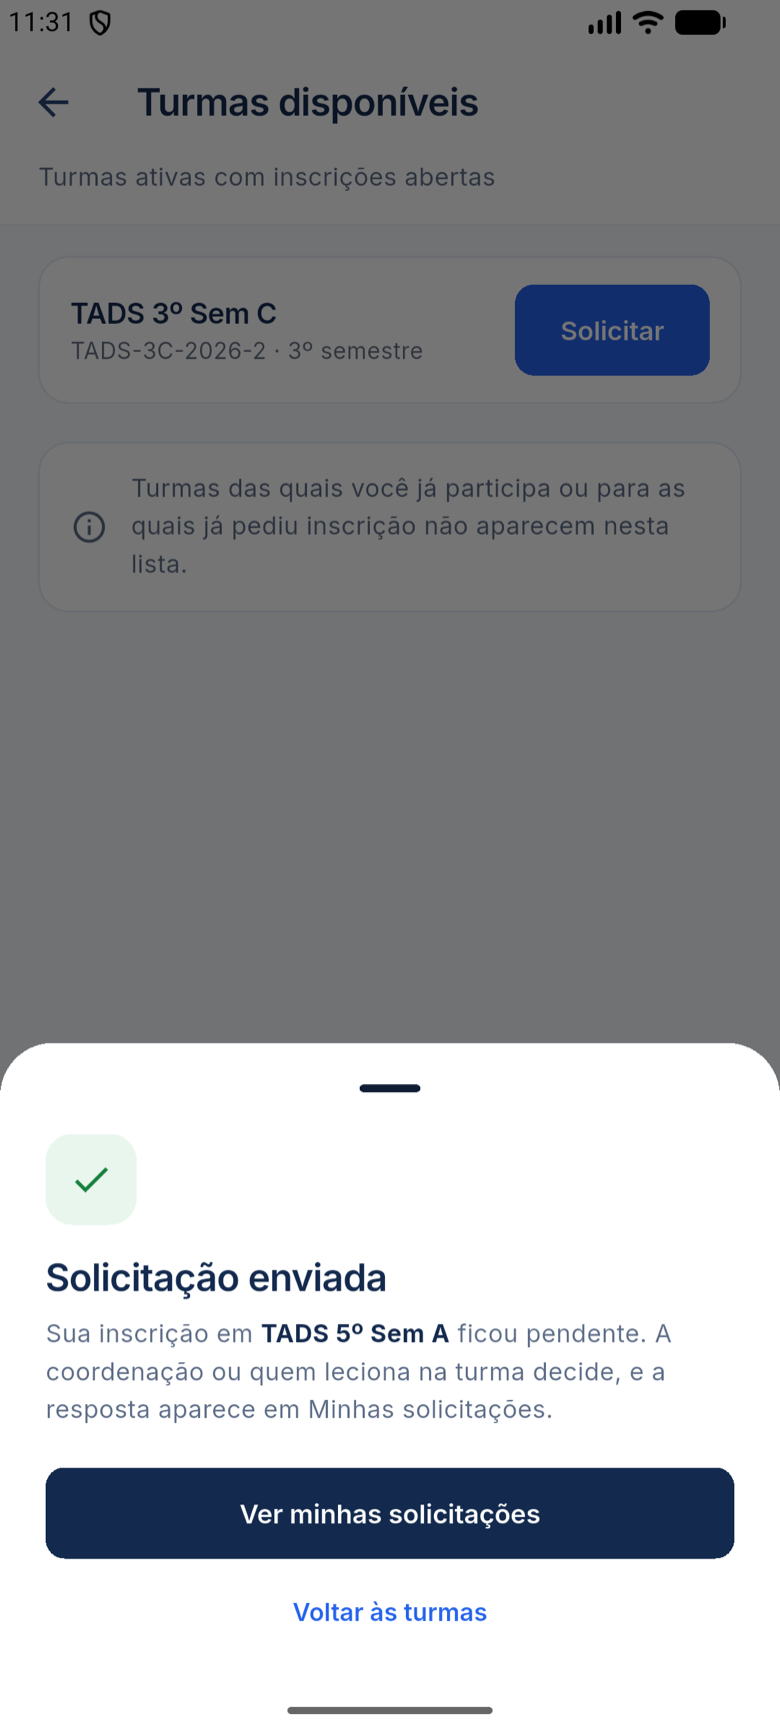 11:31
Turmas disponíveis
Turmas ativas com inscrições abertas
TADS 3º Sem C
TADS-3C-2026-2 · 3º semestre
Solicitar
Turmas das quais você já participa ou para as
quais já pediu inscrição não aparecem nesta
lista.
Solicitação enviada
Sua inscrição em TADS 5º Sem A ficou pendente. A
coordenação ou quem leciona na turma decide, e a
resposta aparece em Minhas solicitações.
Ver minhas solicitações
Voltar às turmas